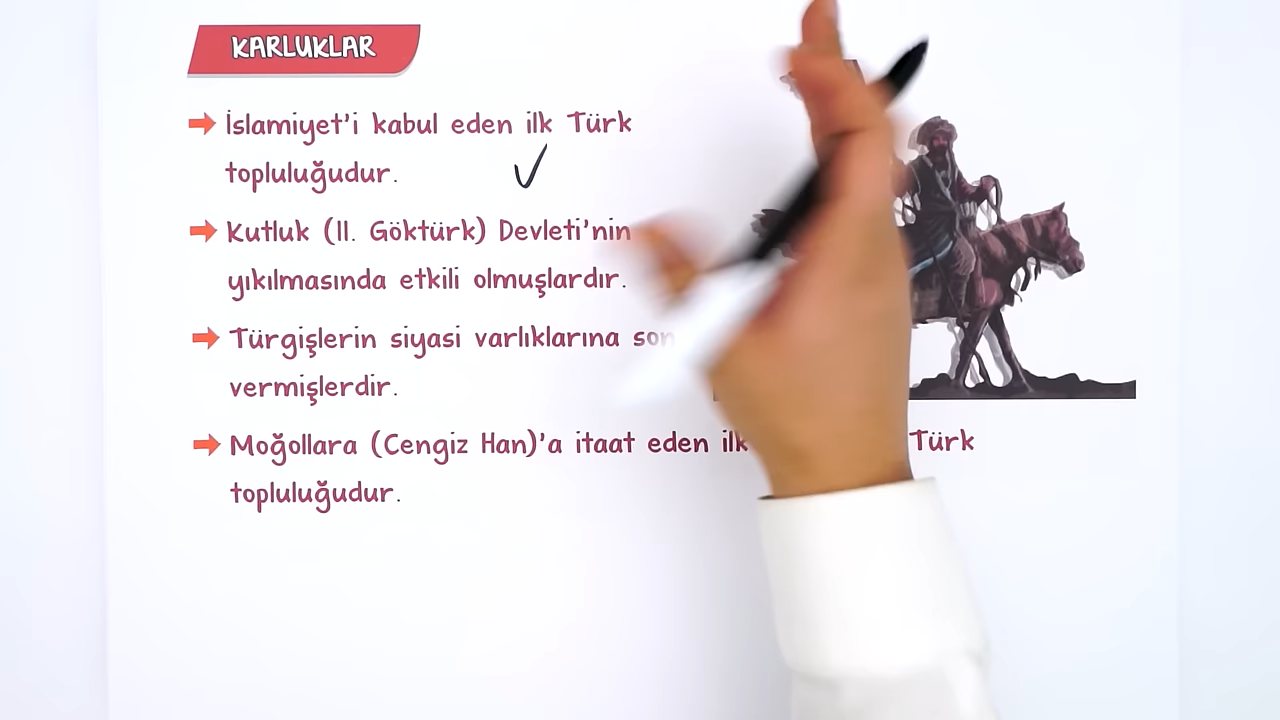 KARLUKLAR
İslamiyet'i kabul eden ilk Türk
topluluğudur.
Kutluk (II. Göktürk) Devleti'nin
yıkılmasında etkili olmuşlardır.
Türgişlerin siyasi varlıklarına son
vermişlerdir.
Moğollara (Cengiz Han)'a itaat eden ilk Türk
topluluğudur.